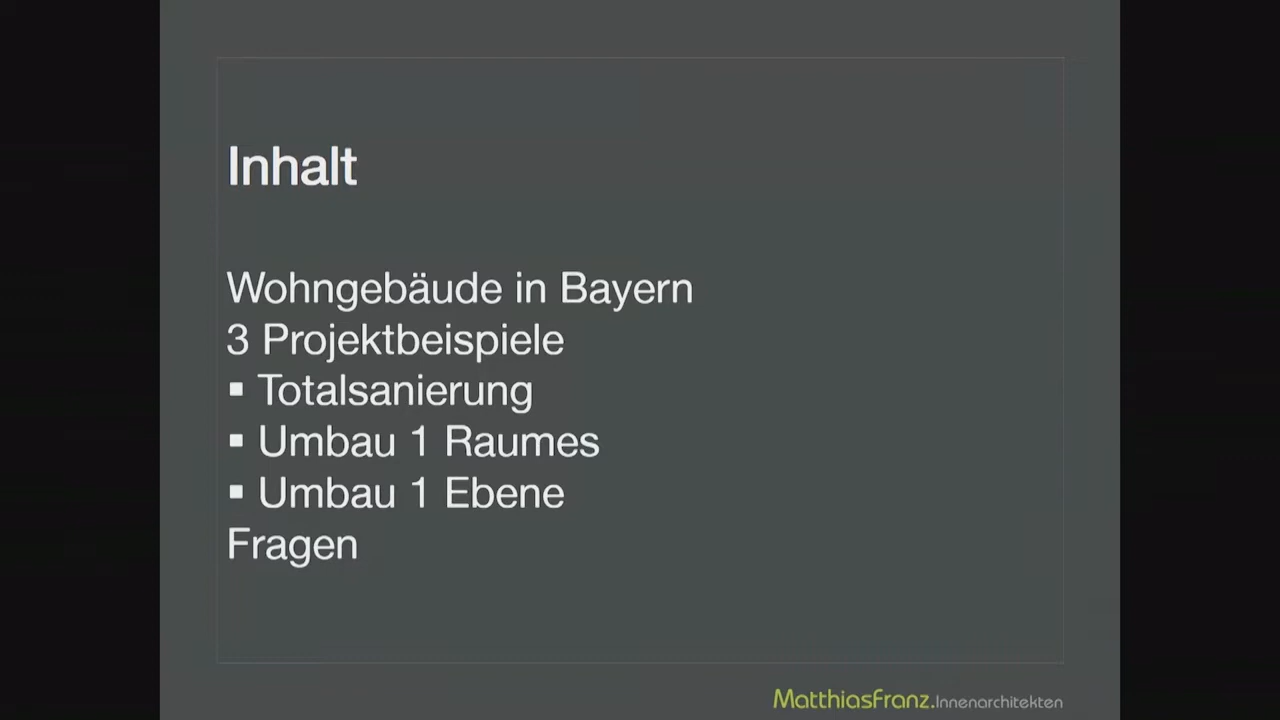 Inhalt
Wohngebäude in Bayern
3 Projektbeispiele
▪ Totalsanierung
▪ Umbau 1 Raumes
▪ Umbau 1 Ebene
Fragen
MatthiasFranz.Innenarchitekten